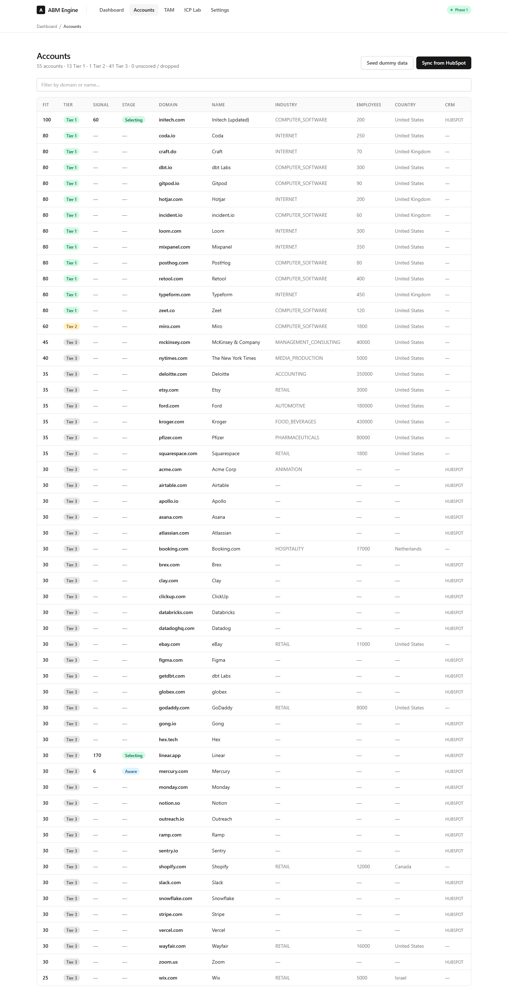 A ABM Engine Dashboard Accounts TAM ICP Lab Settings Phase 1
Dashboard / Accounts
Accounts
55 accounts · 13 Tier 1 · 1 Tier 2 · 41 Tier 3 · 0 unscored / dropped
Seed dummy data Sync from HubSpot
Filter by domain or name...
FIT TIER SIGNAL STAGE DOMAIN NAME INDUSTRY EMPLOYEES COUNTRY CRM
100 Tier 1 60 Selecting initech.com Initech (updated) COMPUTER_SOFTWARE 200 United States HUBSPOT
80 Tier 1 — — coda.io Coda INTERNET 250 United States —
80 Tier 1 — — craft.do Craft INTERNET 70 United Kingdom —
80 Tier 1 — — dbt.io dbt Labs COMPUTER_SOFTWARE 300 United States —
80 Tier 1 — — gitpod.io Gitpod COMPUTER_SOFTWARE 90 United States —
80 Tier 1 — — hotjar.com Hotjar INTERNET 200 United Kingdom —
80 Tier 1 — — incident.io incident.io COMPUTER_SOFTWARE 60 United Kingdom —
80 Tier 1 — — loom.com Loom INTERNET 300 United States —
80 Tier 1 — — mixpanel.com Mixpanel INTERNET 350 United States —
80 Tier 1 — — posthog.com PostHog COMPUTER_SOFTWARE 80 United States —
80 Tier 1 — — retool.com Retool COMPUTER_SOFTWARE 400 United States —
80 Tier 1 — — typeform.com Typeform INTERNET 450 United Kingdom —
80 Tier 1 — — zeet.co Zeet COMPUTER_SOFTWARE 120 United States —
60 Tier 2 — — miro.com Miro COMPUTER_SOFTWARE 1800 United States —
45 Tier 3 — — mckinsey.com McKinsey & Company MANAGEMENT_CONSULTING 40000 United States —
40 Tier 3 — — nytimes.com The New York Times MEDIA_PRODUCTION 5000 United States —
35 Tier 3 — — deloitte.com Deloitte ACCOUNTING 350000 United States —
35 Tier 3 — — etsy.com Etsy RETAIL 3000 United States —
35 Tier 3 — — ford.com Ford AUTOMOTIVE 180000 United States —
35 Tier 3 — — kroger.com Kroger FOOD_BEVERAGES 430000 United States —
35 Tier 3 — — pfizer.com Pfizer PHARMACEUTICALS 80000 United States —
35 Tier 3 — — squarespace.com Squarespace RETAIL 1800 United States —
30 Tier 3 — — acme.com Acme Corp ANIMATION — — HUBSPOT
30 Tier 3 — — airtable.com Airtable — — — HUBSPOT
30 Tier 3 — — apollo.io Apollo — — — HUBSPOT
30 Tier 3 — — asana.com Asana — — — HUBSPOT
30 Tier 3 — — atlassian.com Atlassian — — — HUBSPOT
30 Tier 3 — — booking.com Booking.com HOSPITALITY 17000 Netherlands —
30 Tier 3 — — brex.com Brex — — — HUBSPOT
30 Tier 3 — — clay.com Clay — — — HUBSPOT
30 Tier 3 — — clickup.com ClickUp — — — HUBSPOT
30 Tier 3 — — databricks.com Databricks — — — HUBSPOT
30 Tier 3 — — datadoghq.com Datadog — — — HUBSPOT
30 Tier 3 — — ebay.com eBay RETAIL 11000 United States —
30 Tier 3 — — figma.com Figma — — — HUBSPOT
30 Tier 3 — — getdbt.com dbt Labs — — — HUBSPOT
30 Tier 3 — — globex.com globex — — — HUBSPOT
30 Tier 3 — — godaddy.com GoDaddy RETAIL 8000 United States —
30 Tier 3 — — gong.io Gong — — — HUBSPOT
30 Tier 3 — — hex.tech Hex — — — HUBSPOT
30 Tier 3 170 Selecting linear.app Linear — — — HUBSPOT
30 Tier 3 6 Aware mercury.com Mercury — — — HUBSPOT
30 Tier 3 — — monday.com Monday — — — HUBSPOT
30 Tier 3 — — notion.so Notion — — — HUBSPOT
30 Tier 3 — — outreach.io Outreach — — — HUBSPOT
30 Tier 3 — — ramp.com Ramp — — — HUBSPOT
30 Tier 3 — — sentry.io Sentry — — — HUBSPOT
30 Tier 3 — — shopify.com Shopify RETAIL 12000 Canada —
30 Tier 3 — — slack.com Slack — — — HUBSPOT
30 Tier 3 — — snowflake.com Snowflake — — — HUBSPOT
30 Tier 3 — — stripe.com Stripe — — — HUBSPOT
30 Tier 3 — — vercel.com Vercel — — — HUBSPOT
30 Tier 3 — — wayfair.com Wayfair RETAIL 16000 United States —
30 Tier 3 — — zoom.us Zoom — — — HUBSPOT
25 Tier 3 — — wix.com Wix RETAIL 5000 Israel —